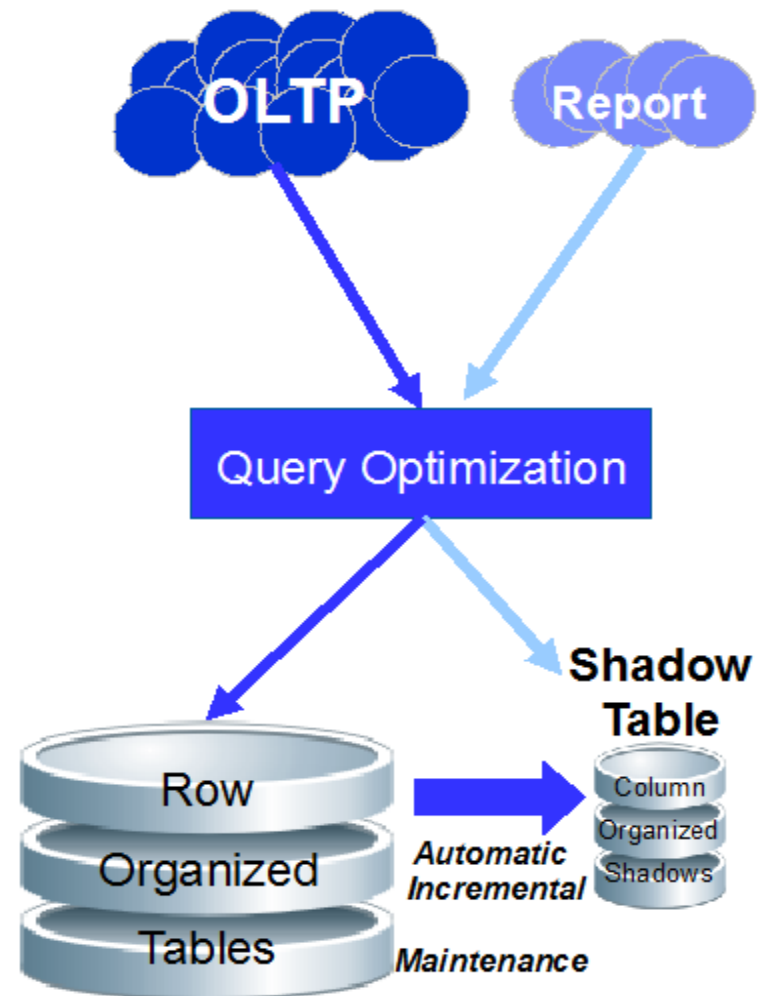 OLTP
Report
Query Optimization
Shadow
Table
Row
Organized
Tables
Automatic
Incremental
Maintenance
Column
Organized
Shadows